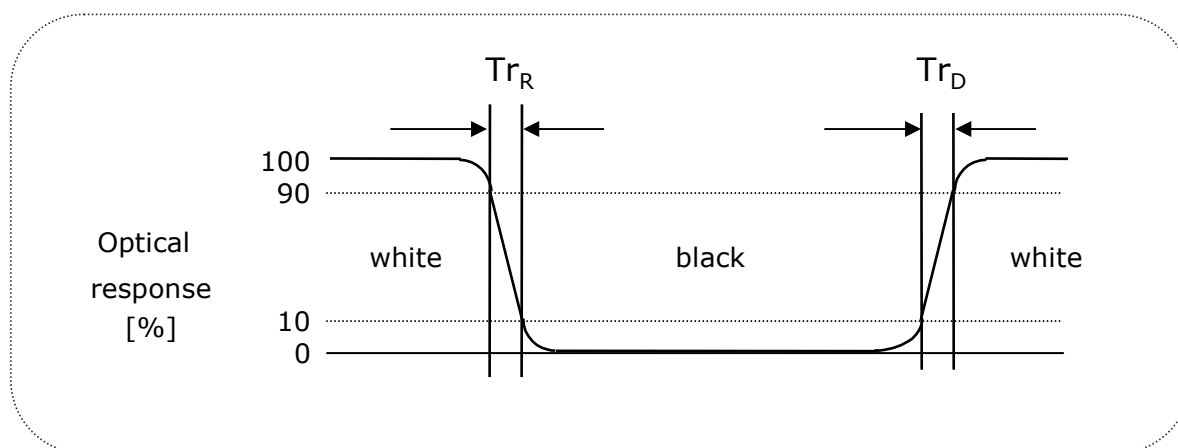 Tr_R Tr_D
100
90
Optical
response
[%]
white black white
10
0